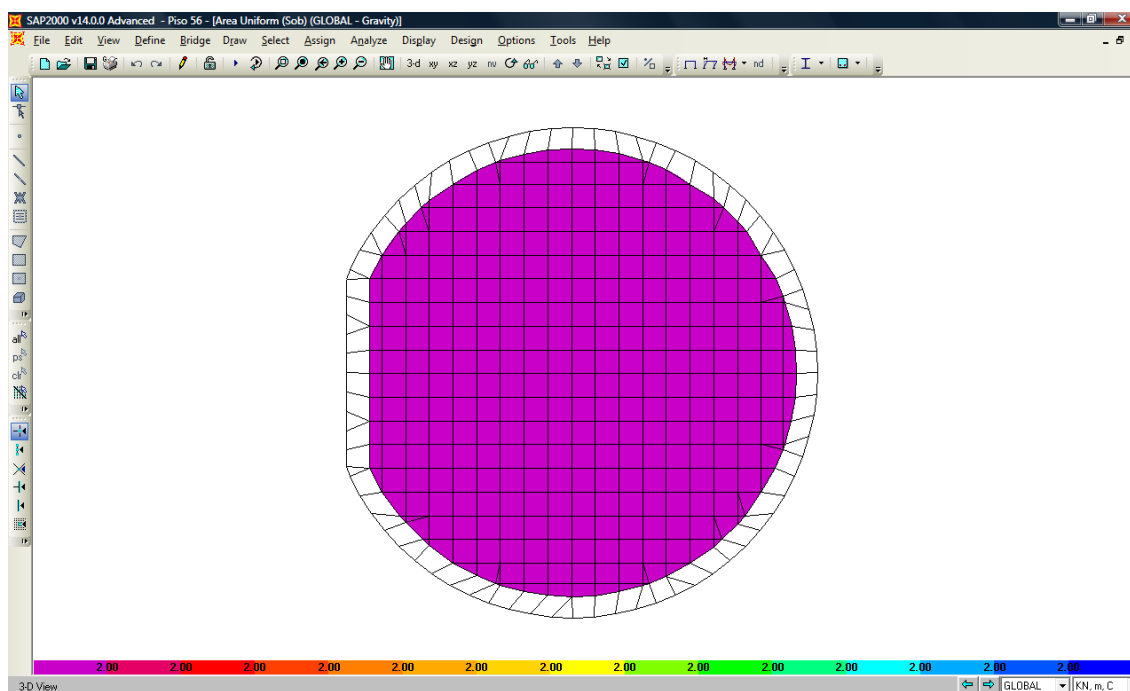 SAP2000 v14.0.0 Advanced - Piso 56 - [Area Uniform (Sob) (GLOBAL - Gravity)]
File Edit View Define Bridge Draw Select Assign Analyze Display Design Options Tools Help
3-d xy xz yz nv nd
all
ps
clr
2.00 2.00 2.00 2.00 2.00 2.00 2.00 2.00 2.00 2.00 2.00 2.00 2.00 2.00
3-D View GLOBAL KN, m, C